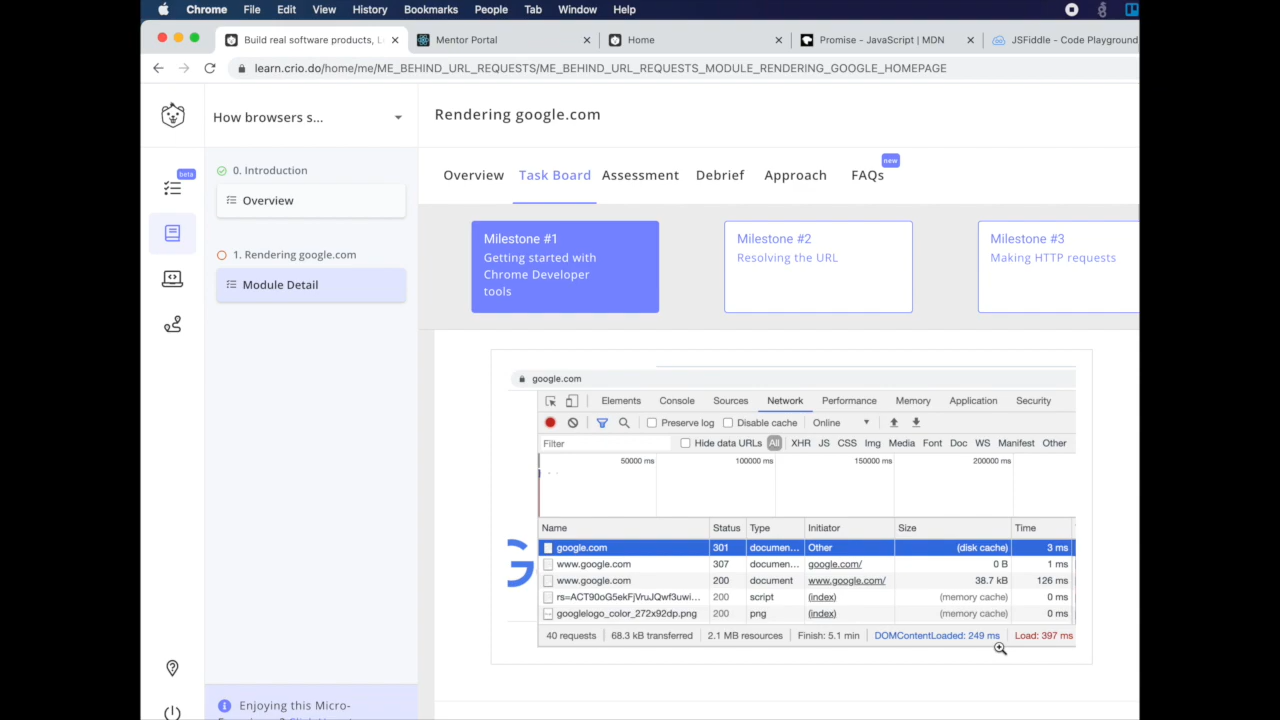 Chrome File Edit View History Bookmarks People Tab Window Help
Build real software products, L
Mentor Portal
Home
Promise - JavaScript | MDN
JSFiddle - Code Playground
learn.crio.do/home/me/ME_BEHIND_URL_REQUESTS/ME_BEHIND_URL_REQUESTS_MODULE_RENDERING_GOOGLE_HOMEPAGE
How browsers s...
Rendering google.com
beta
0. Introduction
Overview
1. Rendering google.com
Module Detail
new
Overview Task Board Assessment Debrief Approach FAQs
Milestone #1
Getting started with
Chrome Developer
tools
Milestone #2
Resolving the URL
Milestone #3
Making HTTP requests
google.com
Elements Console Sources Network Performance Memory Application Security
Preserve log Disable cache Online
Filter Hide data URLs All XHR JS CSS Img Media Font Doc WS Manifest Other
50000 ms 100000 ms 150000 ms 200000 ms
Name Status Type Initiator Size Time
google.com 301 documen... Other (disk cache) 3 ms
www.google.com 307 documen... google.com/ 0 B 1 ms
www.google.com 200 document www.google.com/ 38.7 kB 126 ms
rs=ACT90oG5ekFjVruJQwf3uwi... 200 script (index) (memory cache) 0 ms
googlelogo_color_272x92dp.png 200 png (index) (memory cache) 0 ms
40 requests 68.3 kB transferred 2.1 MB resources Finish: 5.1 min DOMContentLoaded: 249 ms Load: 397 ms
G
Enjoying this Micro-